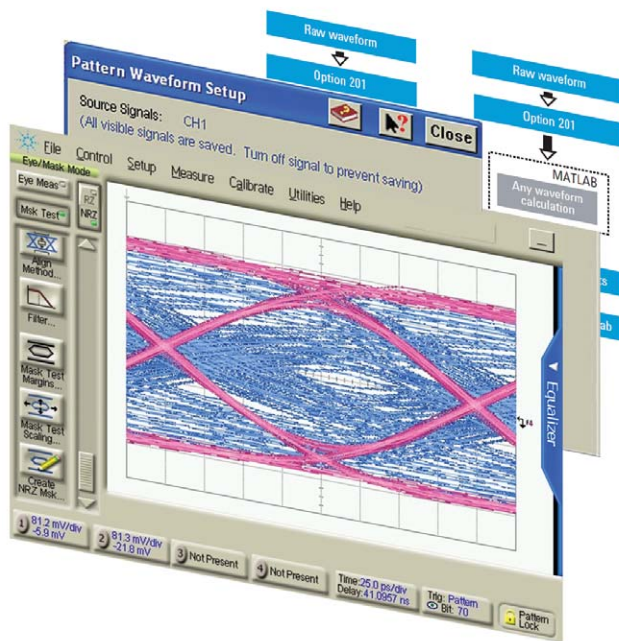 Raw waveform
Option 201
Raw waveform
Option 201
MATLAB
Any waveform
calculation
Pattern Waveform Setup
Close
Source Signals: CH1
(All visible signals are saved. Turn off signal to prevent saving)
File Control Setup Measure Calibrate Utilities Help
Eye/Mask Mode
Eye Meas
RZ
NRZ
Msk Test
Align
Method...
Filter...
Mask Test
Margins...
Mask Test
Scaling...
Create
NRZ Msk...
Equalizer
1 81.2 mV/div
-5.9 mV
2 81.3 mV/div
-21.8 mV
3 Not Present
4 Not Present
Time:25.0 ps/div
Delay:41.0957 ns
Trig: Pattern
Bit: 70
Pattern
Lock